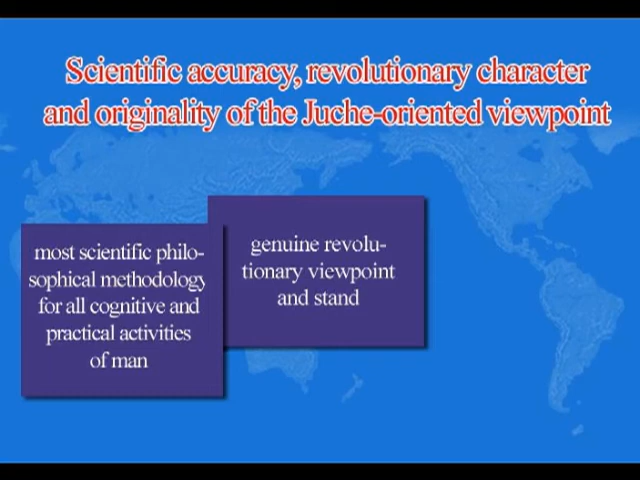 Scientific accuracy, revolutionary character
and originality of the Juche-oriented viewpoint
most scientific philo-
sophical methodology
for all cognitive and
practical activities
of man
genuine revolu-
tionary viewpoint
and stand